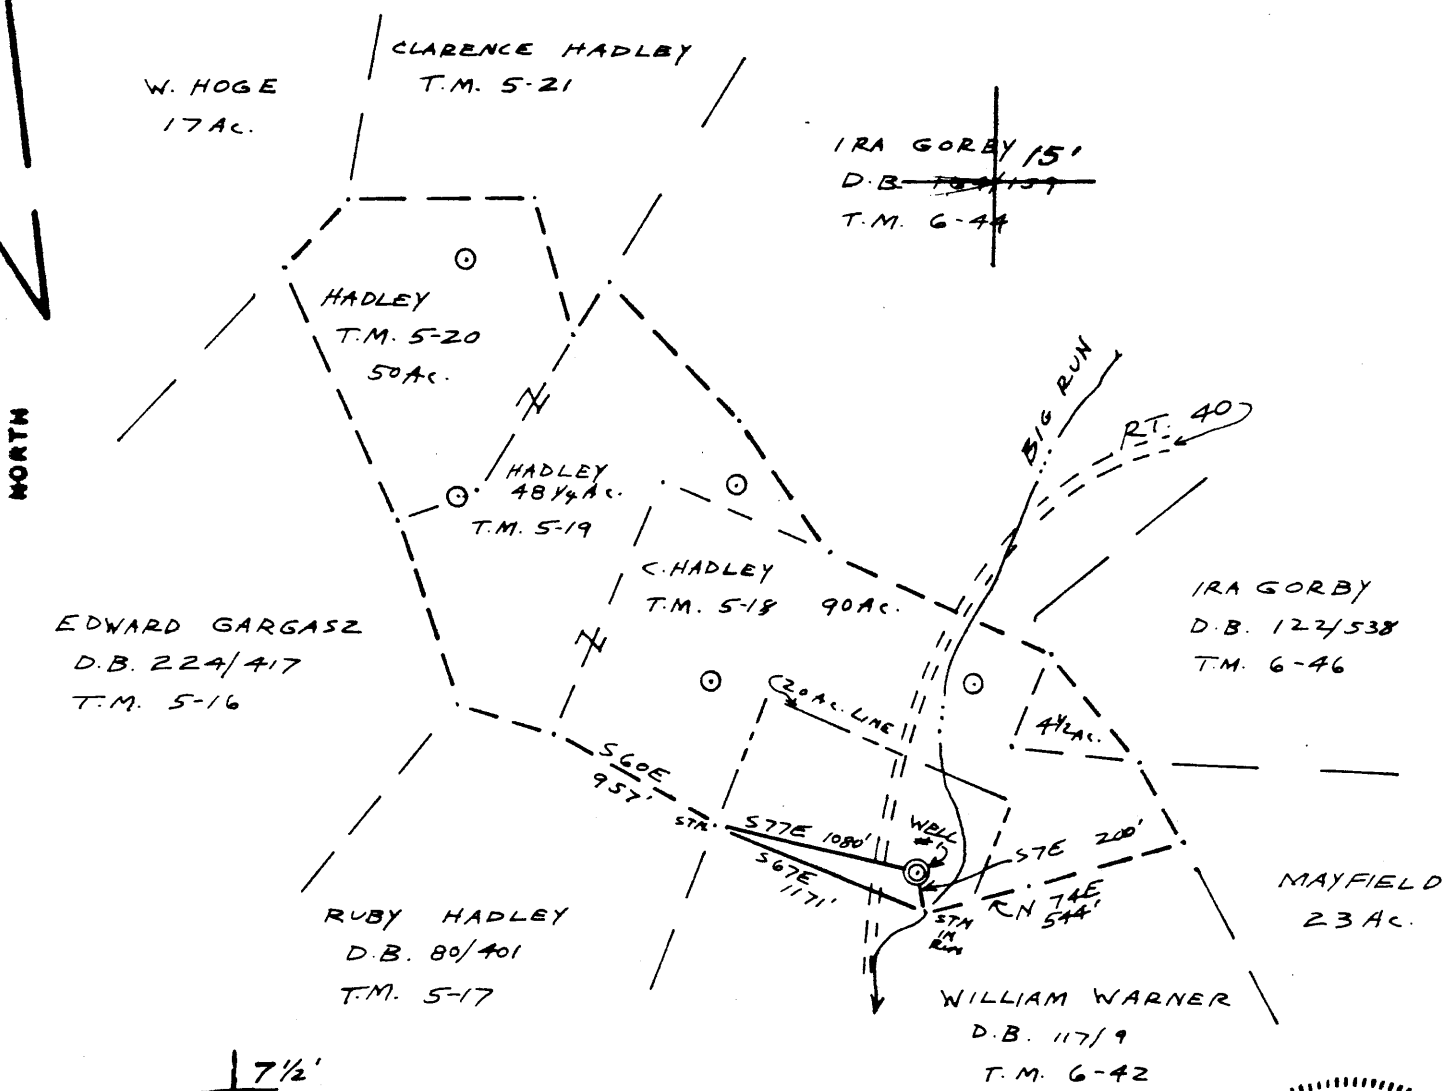 CLARENCE HADLEY
T.M. 5-21
W. HOGE
17 Ac.
IRA GORBY
15'
D.B.
T.M. 6-44
HADLEY
T.M. 5-20
50 Ac.
NORTH
BIG RUN
RT. 40
HADLEY
48 1/4 Ac.
T.M. 5-19
C. HADLEY
T.M. 5-18 90 Ac.
IRA GORBY
D.B. 122/538
T.M. 6-46
EDWARD GARGASZ
D.B. 224/417
T.M. 5-16
20 Ac. LINE
4 1/2 Ac.
S60E
957'
STN.
S77E 1080'
WELL
#1
S7E 200'
S67E
1171'
N 74E
544'
STN
IN
RUN
MAYFIELD
23 Ac.
RUBY HADLEY
D.B. 80/401
T.M. 5-17
WILLIAM WARNER
D.B. 117/9
T.M. 6-42
7 1/2'